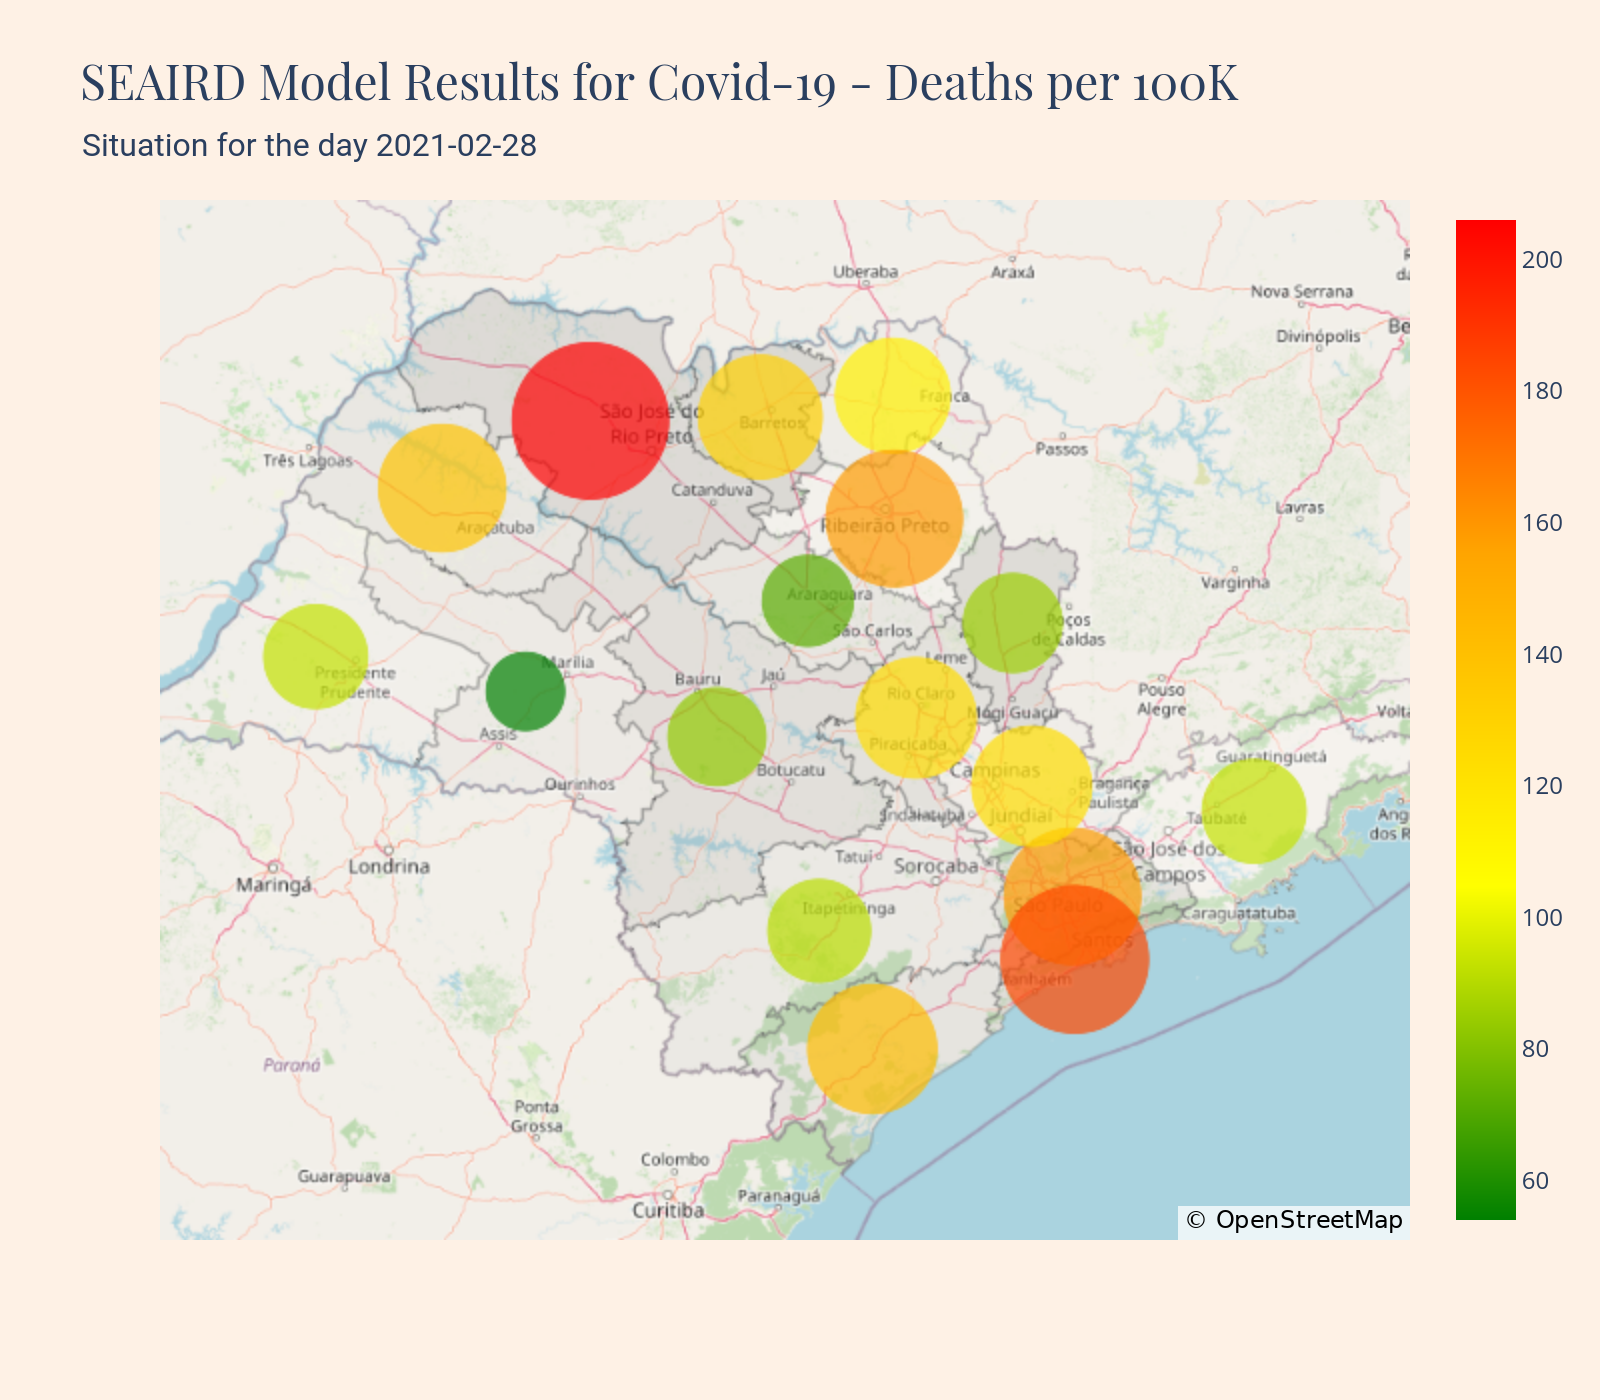 SEAIRD Model Results for Covid-19 - Deaths per 100K
Situation for the day 2021-02-28
Uberaba
Araxá
Nova Serrana
Divinópolis
200
180
160
140
120
100
80
60
Franca
São José do
Rio Preto
Barretos
Passos
Três Lagoas
Catanduva
Araçatuba
Ribeirão Preto
Lavras
Varginha
Araraquara
São Carlos
Poços
de Caldas
Leme
Marília
Presidente
Prudente
Bauru
Jaú
Rio Claro
Pouso
Alegre
Mogi Guaçu
Assis
Piracicaba
Guaratinguetá
Botucatu
Campinas
Ourinhos
Bragança
Paulista
Indaiatuba
Jundiaí
Taubaté
Tatuí
Sorocaba
São José dos
Campos
Londrina
Maringá
São Paulo
Itapetininga
Caraguatatuba
Santos
Paraná
Ponta
Grossa
Colombo
Guarapuava
Paranaguá
Curitiba
© OpenStreetMap